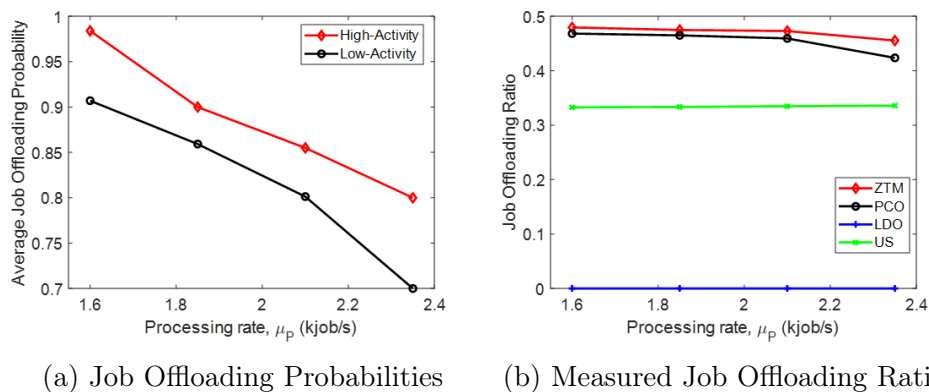 (a)
High-Activity
Low-Activity
Average Job Offloading Probability
1
0.95
0.9
0.85
0.8
0.75
0.7
1.6
1.8
2
2.2
2.4
Processing rate, μP (kjob/s)
(b)
Job Offloading Ratio
0.5
0.4
0.3
0.2
0.1
0
ZTM
PCO
LDO
US
1.6
1.8
2
2.2
2.4
Processing rate, μP (kjob/s)
(a) Job Offloading Probabilities
(b) Measured Job Offloading Rati